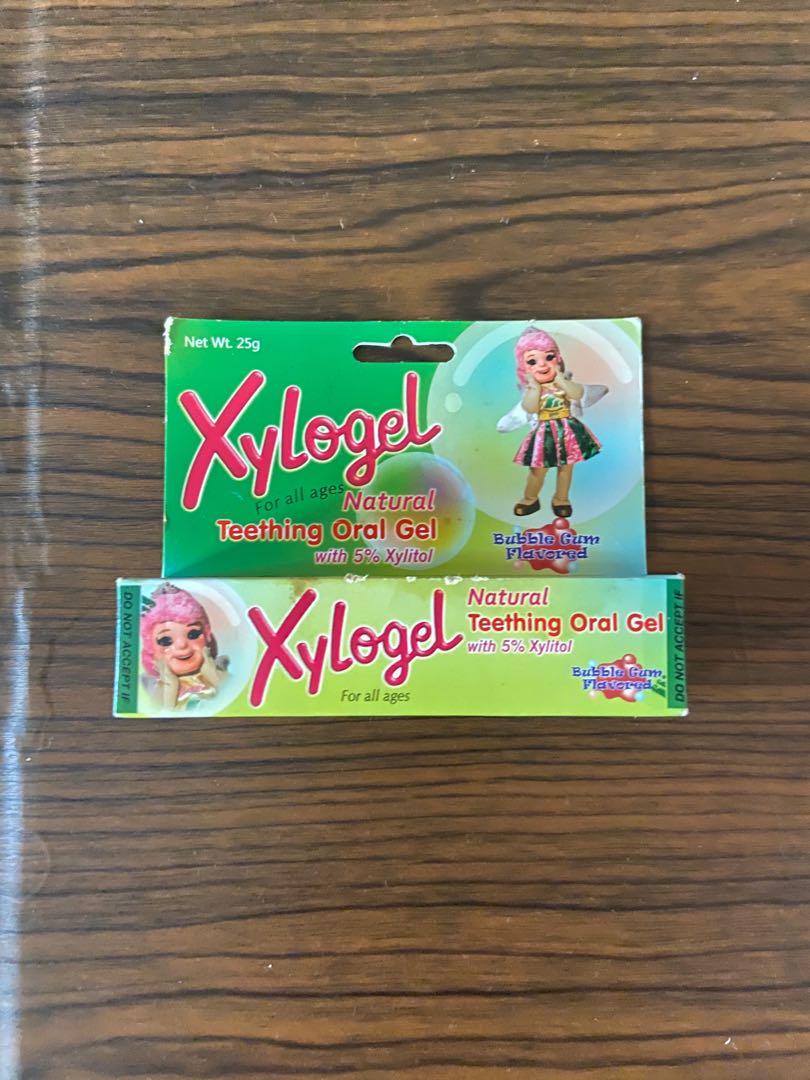 Net Wt. 25g
Xylogel
For all ages
Natural
Teething Oral Gel
with 5% Xylitol
Bubble Gum
Flavored
DO NOT ACCEPT IF
Xylogel
For all ages
Natural
Teething Oral Gel
with 5% Xylitol
Bubble Gum
Flavored
DO NOT ACCEPT IF